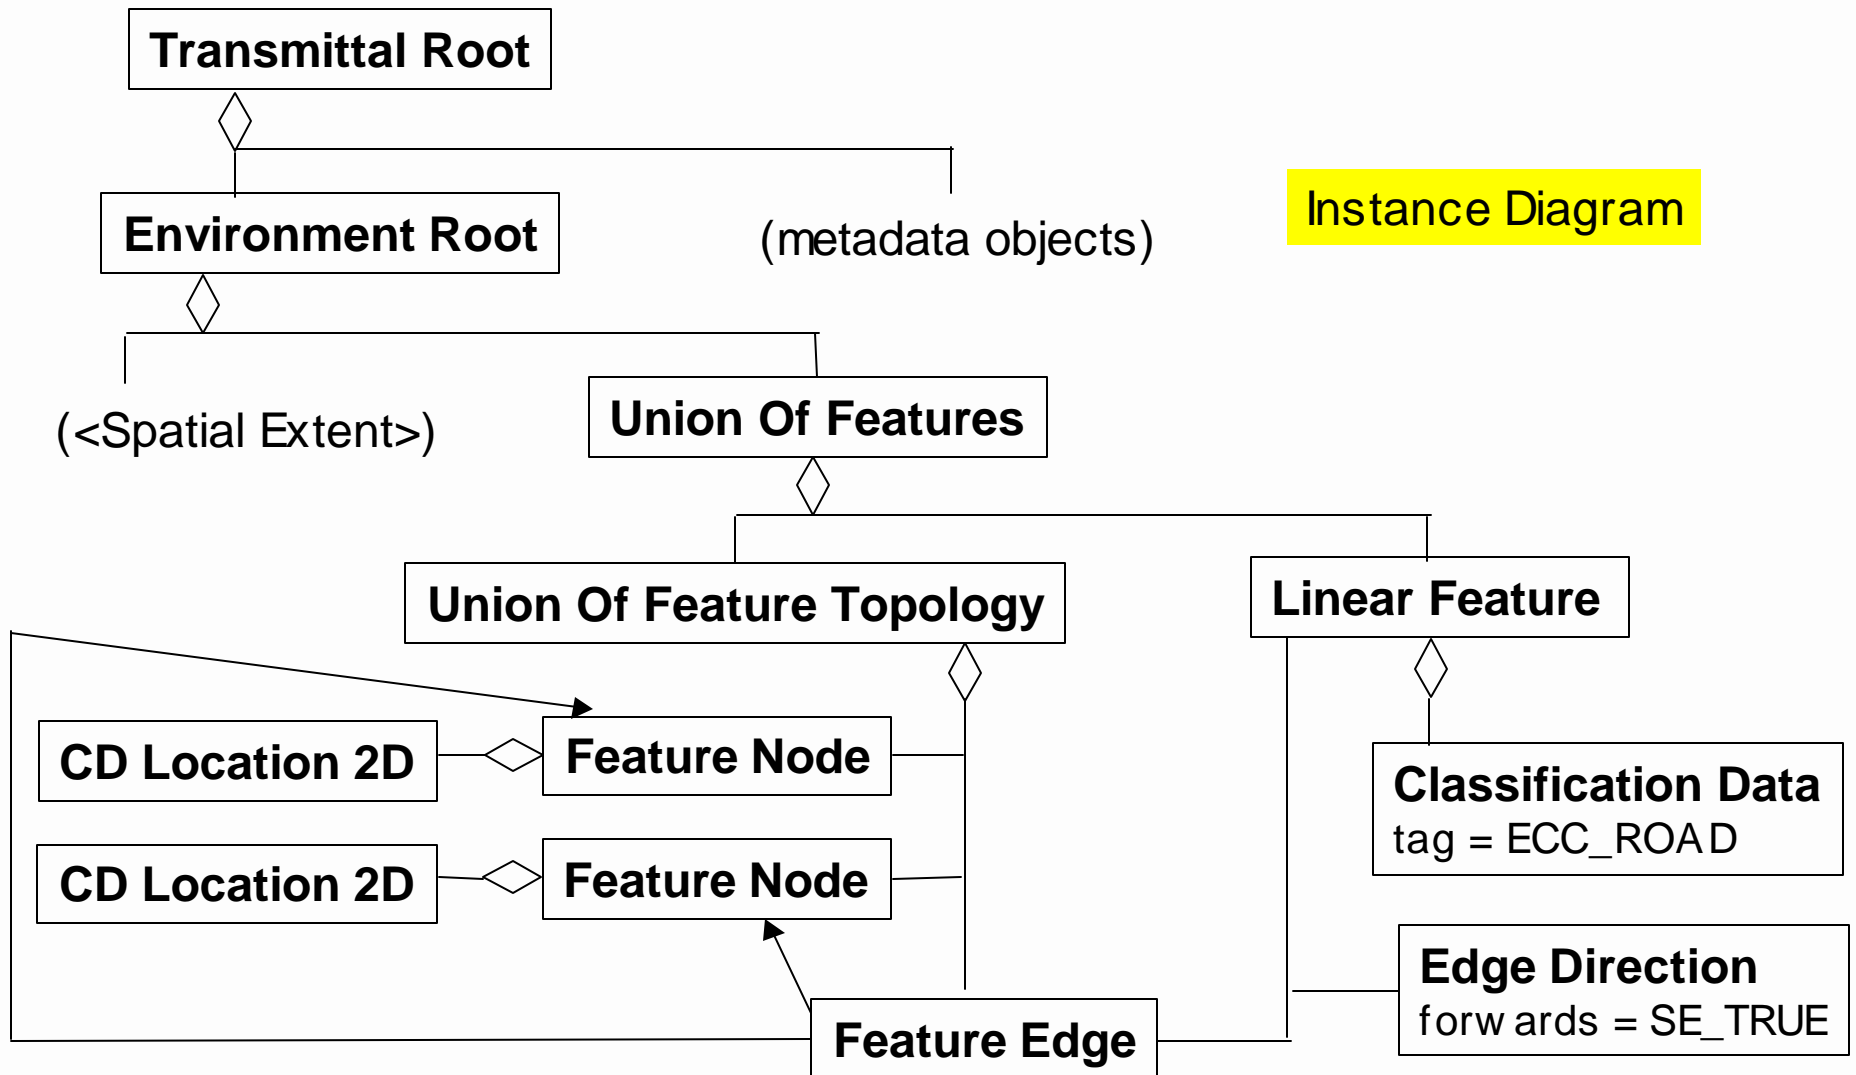 Transmittal Root
Environment Root
(metadata objects)
Instance Diagram
(<Spatial Extent>)
Union Of Features
Union Of Feature Topology
Linear Feature
CD Location 2D
Feature Node
Classification Data
tag = ECC_ROAD
CD Location 2D
Feature Node
Edge Direction
forwards = SE_TRUE
Feature Edge